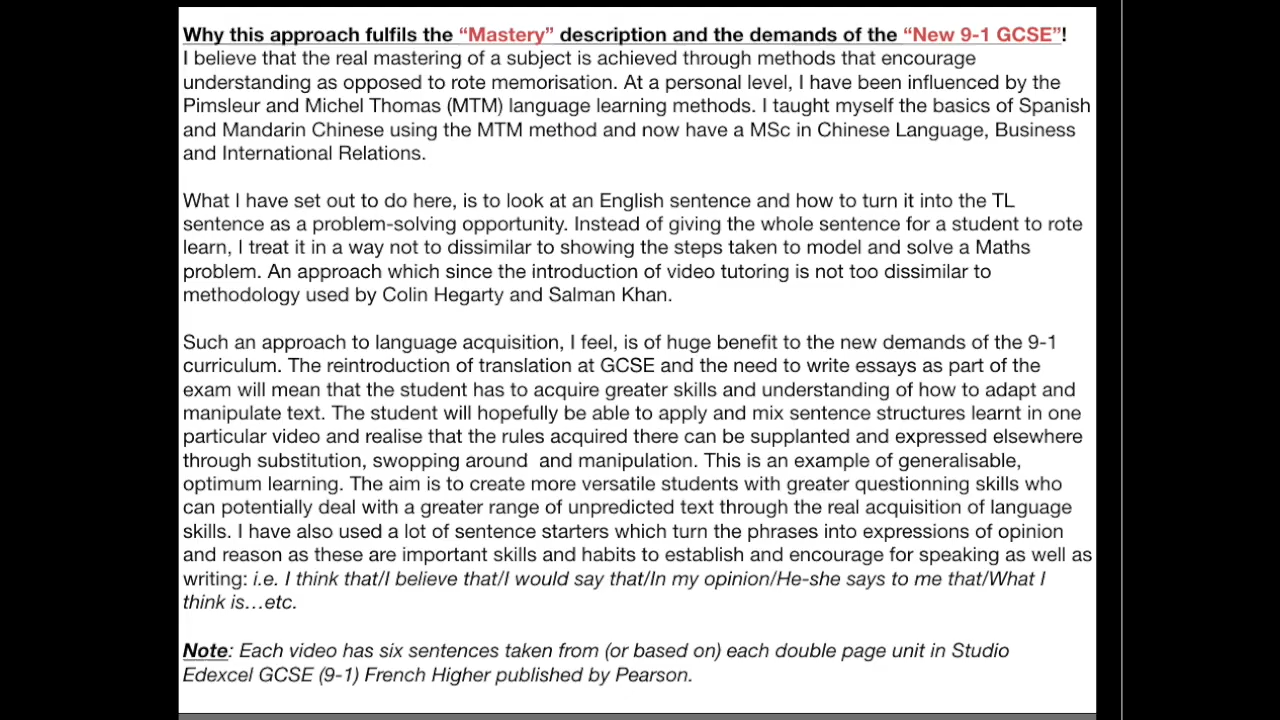 Why this approach fulfils the “Mastery” description and the demands of the “New 9-1 GCSE”!
I believe that the real mastering of a subject is achieved through methods that encourage
understanding as opposed to rote memorisation. At a personal level, I have been influenced by the
Pimsleur and Michel Thomas (MTM) language learning methods. I taught myself the basics of Spanish
and Mandarin Chinese using the MTM method and now have a MSc in Chinese Language, Business
and International Relations.
What I have set out to do here, is to look at an English sentence and how to turn it into the TL
sentence as a problem-solving opportunity. Instead of giving the whole sentence for a student to rote
learn, I treat it in a way not to dissimilar to showing the steps taken to model and solve a Maths
problem. An approach which since the introduction of video tutoring is not too dissimilar to
methodology used by Colin Hegarty and Salman Khan.
Such an approach to language acquisition, I feel, is of huge benefit to the new demands of the 9-1
curriculum. The reintroduction of translation at GCSE and the need to write essays as part of the
exam will mean that the student has to acquire greater skills and understanding of how to adapt and
manipulate text. The student will hopefully be able to apply and mix sentence structures learnt in one
particular video and realise that the rules acquired there can be supplanted and expressed elsewhere
through substitution, swopping around  and manipulation. This is an example of generalisable,
optimum learning. The aim is to create more versatile students with greater questionning skills who
can potentially deal with a greater range of unpredicted text through the real acquisition of language
skills. I have also used a lot of sentence starters which turn the phrases into expressions of opinion
and reason as these are important skills and habits to establish and encourage for speaking as well as
writing: i.e. I think that/I believe that/I would say that/In my opinion/He-she says to me that/What I
think is…etc.
Note: Each video has six sentences taken from (or based on) each double page unit in Studio
Edexcel GCSE (9-1) French Higher published by Pearson.